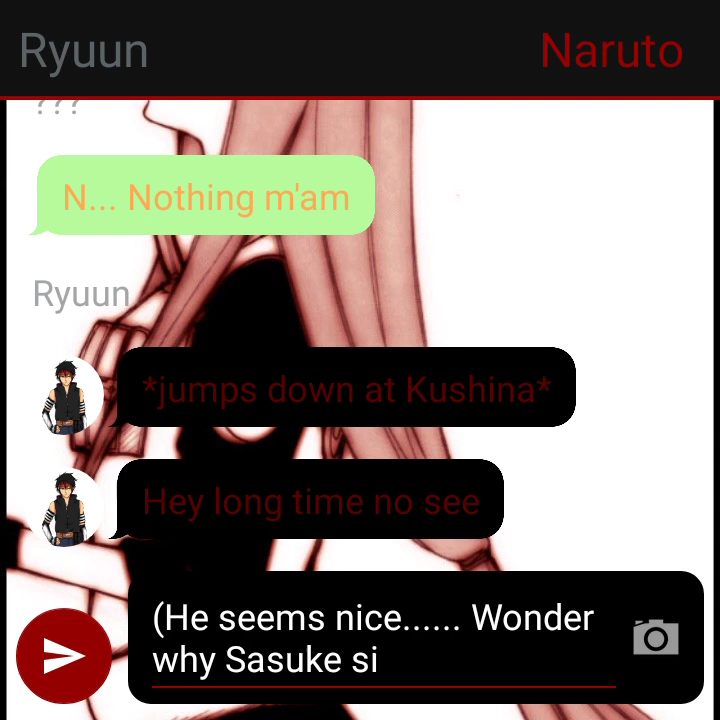 Ryuun
Naruto
???
N... Nothing m'am
Ryuun
*jumps down at Kushina*
Hey long time no see
(He seems nice...... Wonder
why Sasuke si